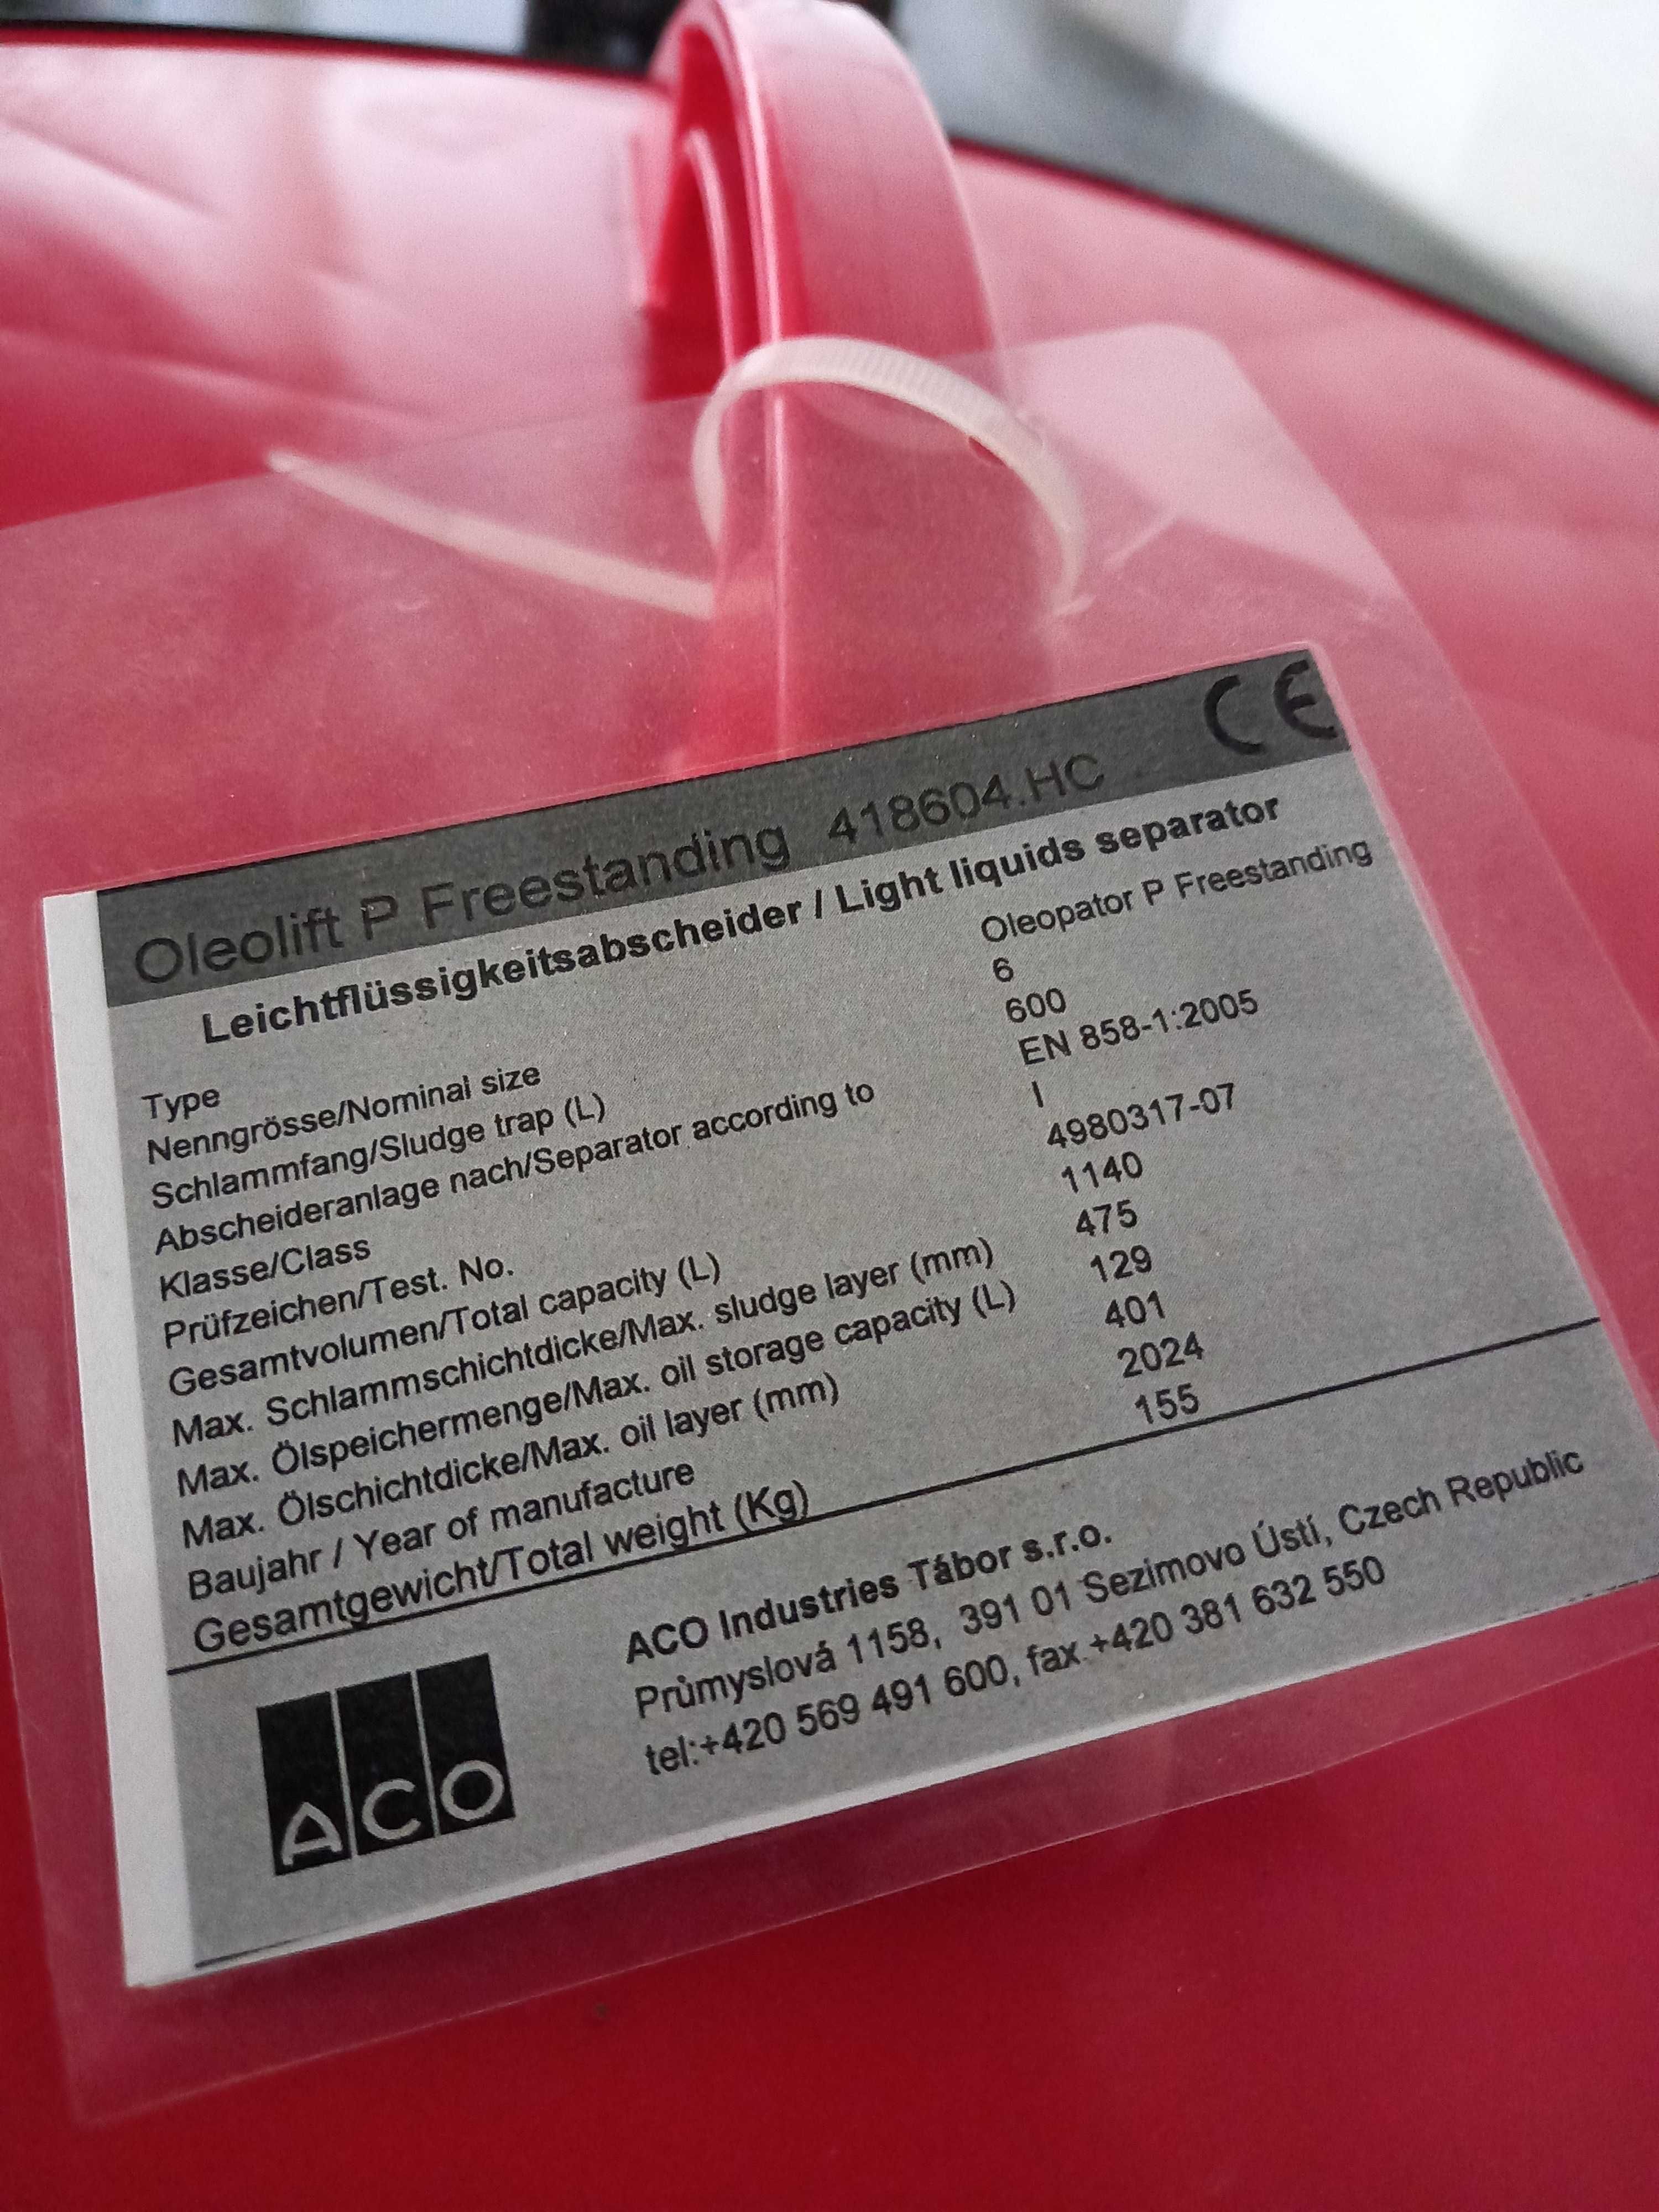 CE
Oleolift P Freestanding 418604.HC
Leichtflüssigkeitsabscheider / Light liquids separator
Type Oleopator P Freestanding
Nenngrösse/Nominal size 6
Schlammfang/Sludge trap (L) 600
Abscheideranlage nach/Separator according to EN 858-1:2005
Klasse/Class I
Prüfzeichen/Test. No. 4980317-07
Gesamtvolumen/Total capacity (L) 1140
Max. Schlammschichtdicke/Max. sludge layer (mm) 475
Max. Ölspeichermenge/Max. oil storage capacity (L) 129
Max. Ölschichtdicke/Max. oil layer (mm) 401
Baujahr / Year of manufacture 2024
Gesamtgewicht/Total weight (Kg) 155
ACO Industries Tábor s.r.o.
Průmyslová 1158, 391 01 Sezimovo Ústí, Czech Republic
tel:+420 569 491 600, fax.+420 381 632 550
ACO